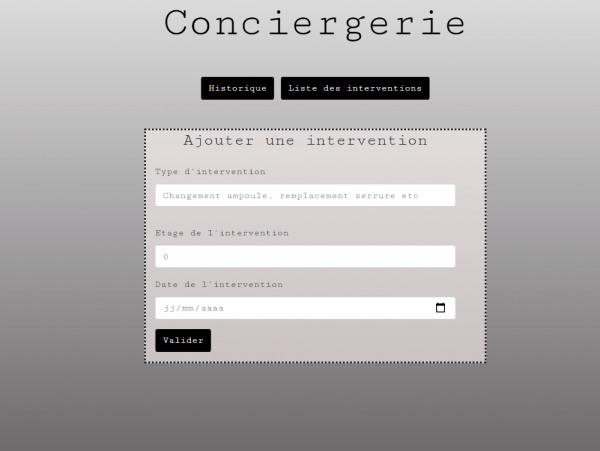 Conciergerie
Historique Liste des interventions
Ajouter une intervention
Type d'intervention
Changement ampoule, remplacement serrure etc
Etage de l'intervention
0
Date de l'intervention
jj/mm/aaaa
Valider